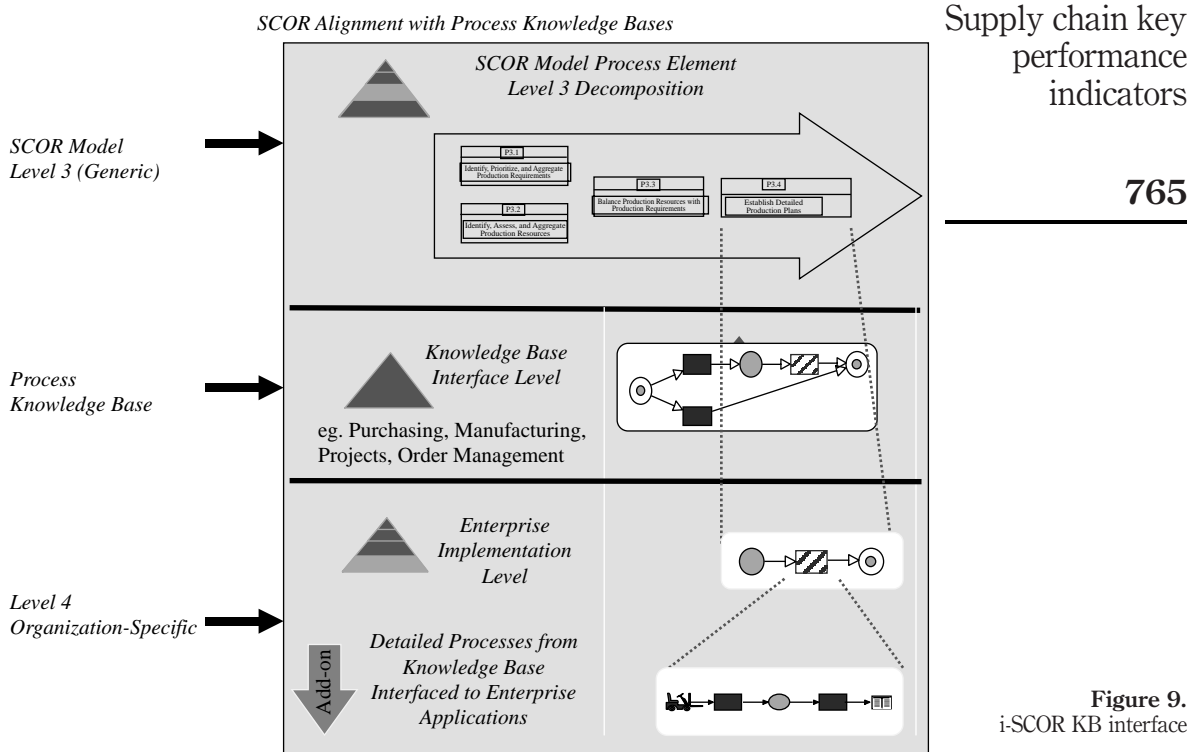 SCOR Alignment with Process Knowledge Bases
Supply chain key
performance
indicators
765
SCOR Model Process Element
Level 3 Decomposition
SCOR Model
Level 3 (Generic)
P3.1
Identify, Prioritize, and Aggregate
Production Requirements
P3.2
Identify, Assess, and Aggregate
Production Resources
P3.3
Balance Production Resources with
Production Requirements
P3.4
Establish Detailed
Production Plans
Process
Knowledge Base
Knowledge Base
Interface Level
eg. Purchasing, Manufacturing,
Projects, Order Management
Enterprise
Implementation
Level
Level 4
Organization-Specific
Add-on
Detailed Processes from
Knowledge Base
Interfaced to Enterprise
Applications
Figure 9.
i-SCOR KB interface